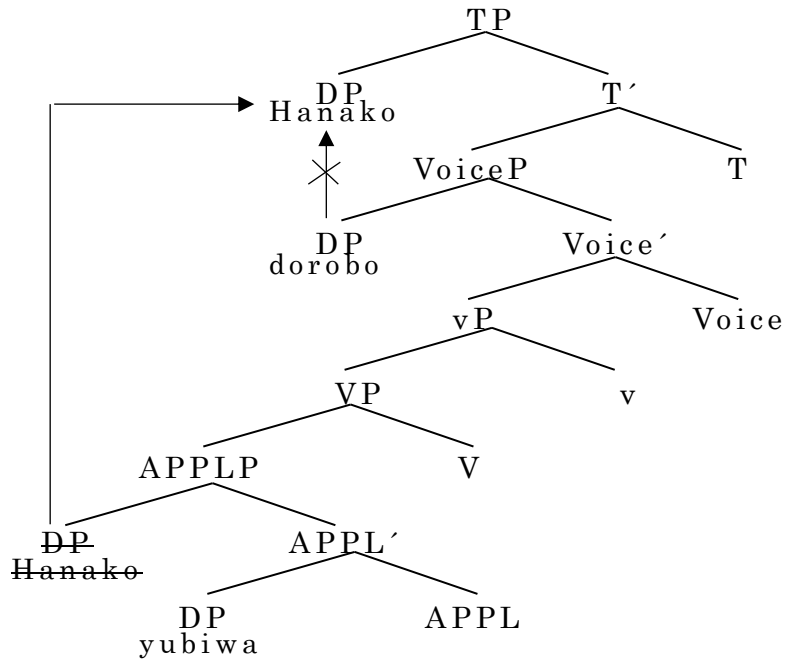 TP
DP T´
Hanako
VoiceP T
DP Voice´
dorobo
vP Voice
VP v
APPLP V
DP APPL´
Hanako
DP APPL
yubiwa